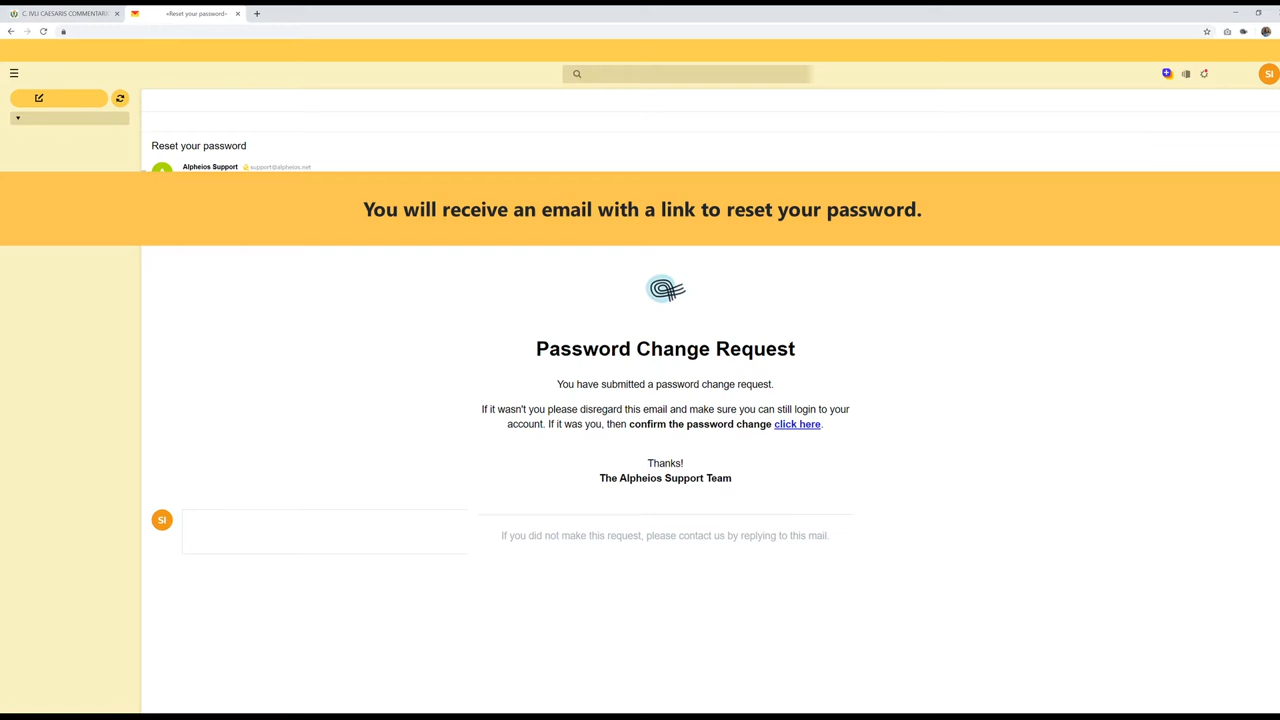 C. IVLI CAESARIS COMMENTARI
«Reset your password»
SI
Reset your password
Alpheios Support support@alpheios.net
You will receive an email with a link to reset your password.
Password Change Request
You have submitted a password change request.
If it wasn't you please disregard this email and make sure you can still login to your
account. If it was you, then confirm the password change click here.
Thanks!
The Alpheios Support Team
SI
If you did not make this request, please contact us by replying to this mail.